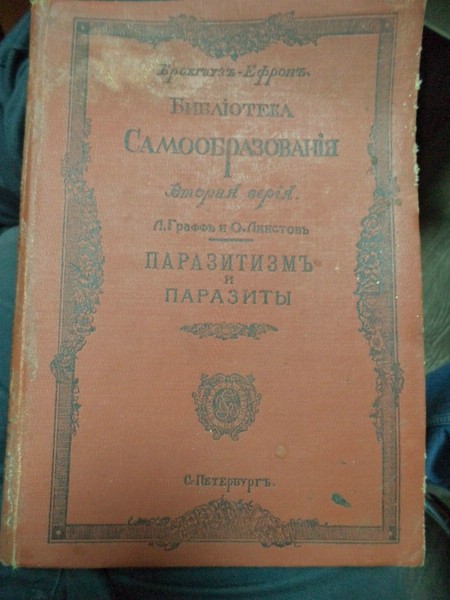 Брокгаузъ-Ефронъ.
Библіотека
Самообразованія
Вторая серія.
Л. Граффъ и О. Линстовъ
Паразитизмъ
и
Паразиты
С.-Петербургъ.